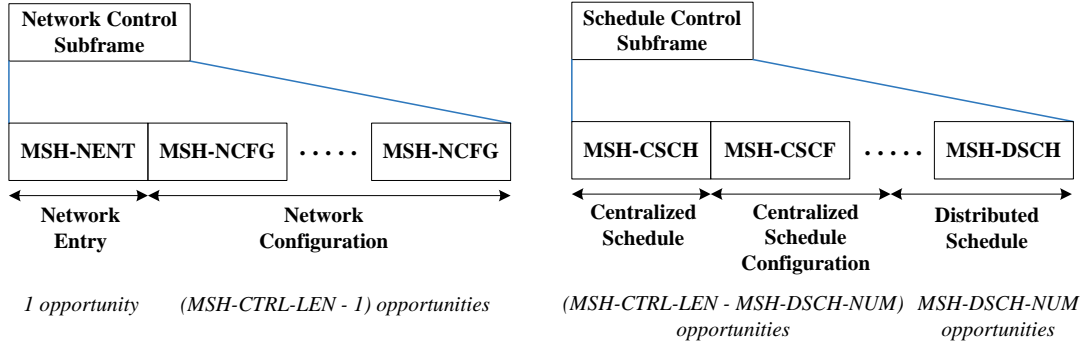 Network Control
Subframe
MSH-NENT
MSH-NCFG
.....
MSH-NCFG
Network
Entry
Network
Configuration
1 opportunity
(MSH-CTRL-LEN - 1) opportunities
Schedule Control
Subframe
MSH-CSCH
MSH-CSCF
.....
MSH-DSCH
Centralized
Schedule
Centralized
Schedule
Configuration
Distributed
Schedule
(MSH-CTRL-LEN - MSH-DSCH-NUM)
opportunities
MSH-DSCH-NUM
opportunities